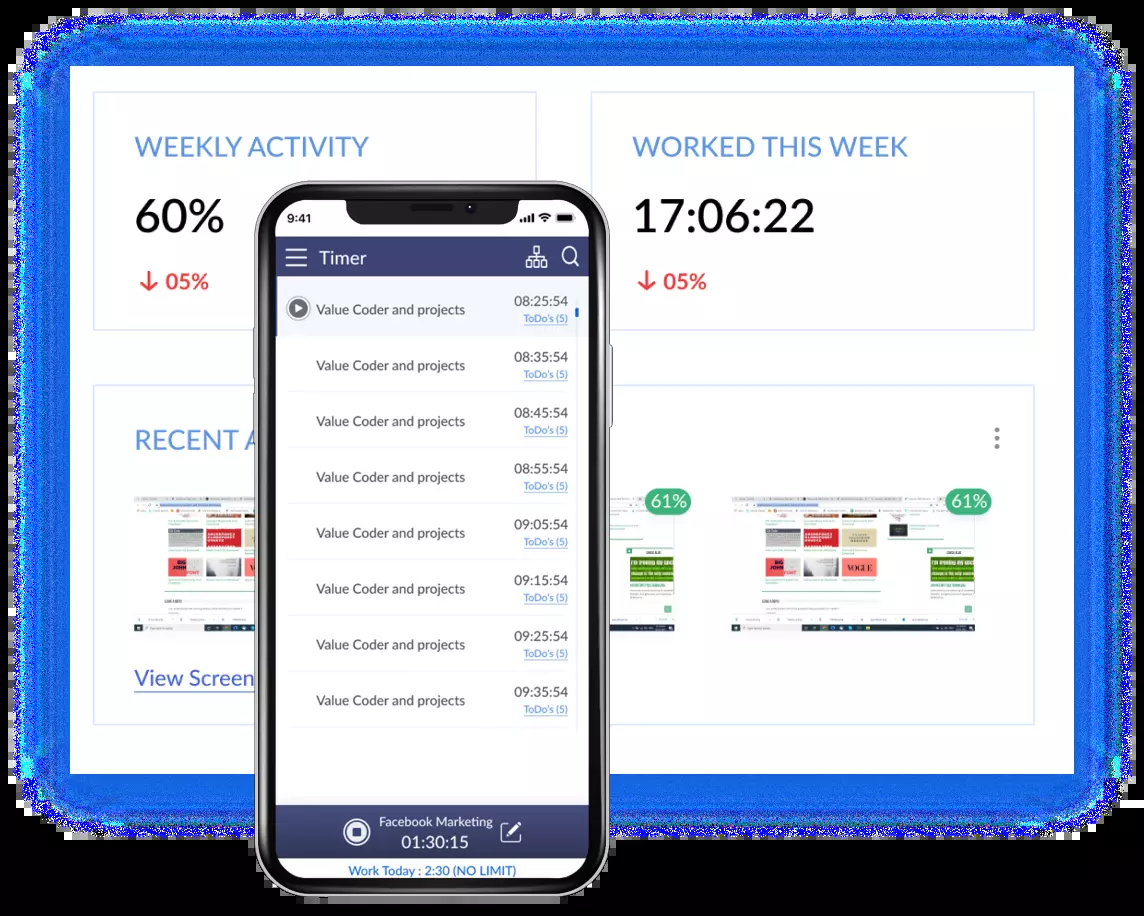 WEEKLY ACTIVITY
60%
05%
WORKED THIS WEEK
17:06:22
05%
RECENT
View Screen
61%
61%
VOGUE
9:41
Timer
Value Coder and projects
08:25:54
ToDo's (5)
Value Coder and projects
08:35:54
ToDo's (5)
Value Coder and projects
08:45:54
ToDo's (5)
Value Coder and projects
08:55:54
ToDo's (5)
Value Coder and projects
09:05:54
ToDo's (5)
Value Coder and projects
09:15:54
ToDo's (5)
Value Coder and projects
09:25:54
ToDo's (5)
Value Coder and projects
09:35:54
ToDo's (5)
Facebook Marketing
01:30:15
Work Today : 2:30 (NO LIMIT)